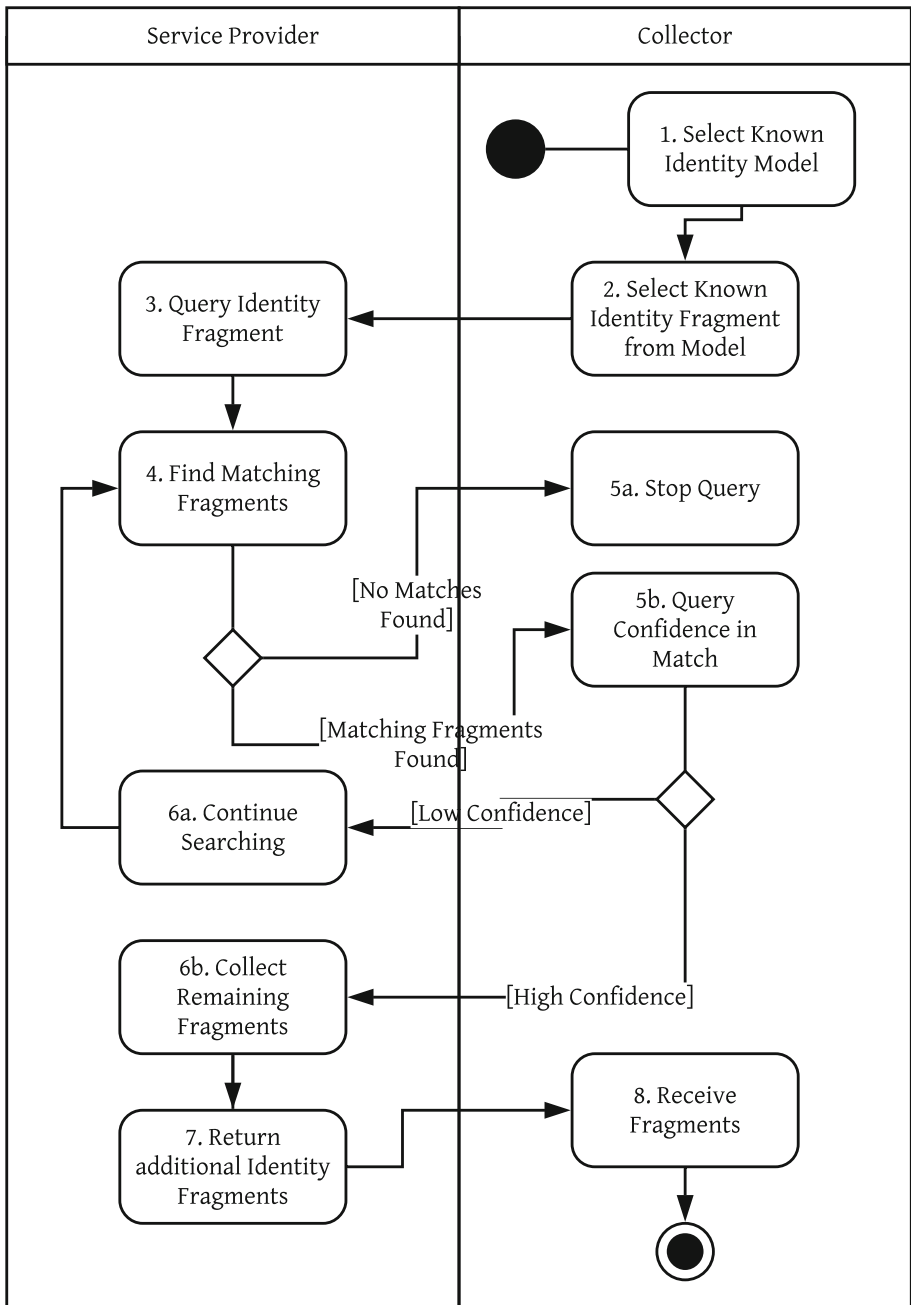 Service Provider
Collector
1. Select Known
Identity Model
2. Select Known
Identity Fragment
from Model
3. Query Identity
Fragment
4. Find Matching
Fragments
5a. Stop Query
[No Matches
Found]
5b. Query
Confidence in
Match
[Matching Fragments
Found]
[Low Confidence]
6a. Continue
Searching
6b. Collect
Remaining
Fragments
[High Confidence]
7. Return
additional Identity
Fragments
8. Receive
Fragments